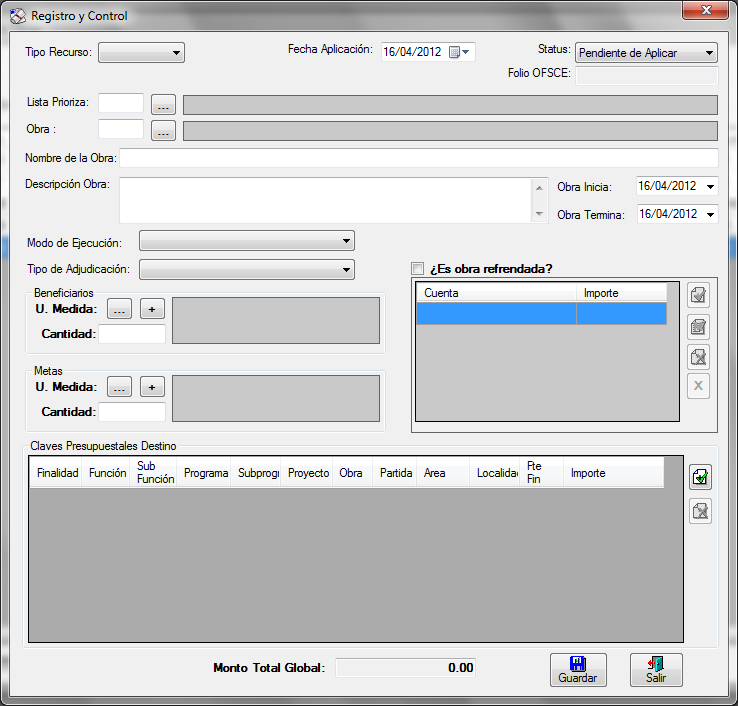 Registro y Control
Tipo Recurso: Fecha Aplicación: 16/04/2012 Status: Pendiente de Aplicar
Folio OFSCE:
Lista Prioriza: ...
Obra : ...
Nombre de la Obra:
Descripción Obra: Obra Inicia: 16/04/2012
Obra Termina: 16/04/2012
Modo de Ejecución:
Tipo de Adjudicación: ¿Es obra refrendada?
Cuenta Importe
Beneficiarios
U. Medida: ... +
Cantidad:
Metas
U. Medida: ... +
Cantidad:
Claves Presupuestales Destino
Finalidad Función Sub Función Programa Subprogr Proyecto Obra Partida Area Localidad Fte Fin Importe
Monto Total Global: 0.00
Guardar Salir